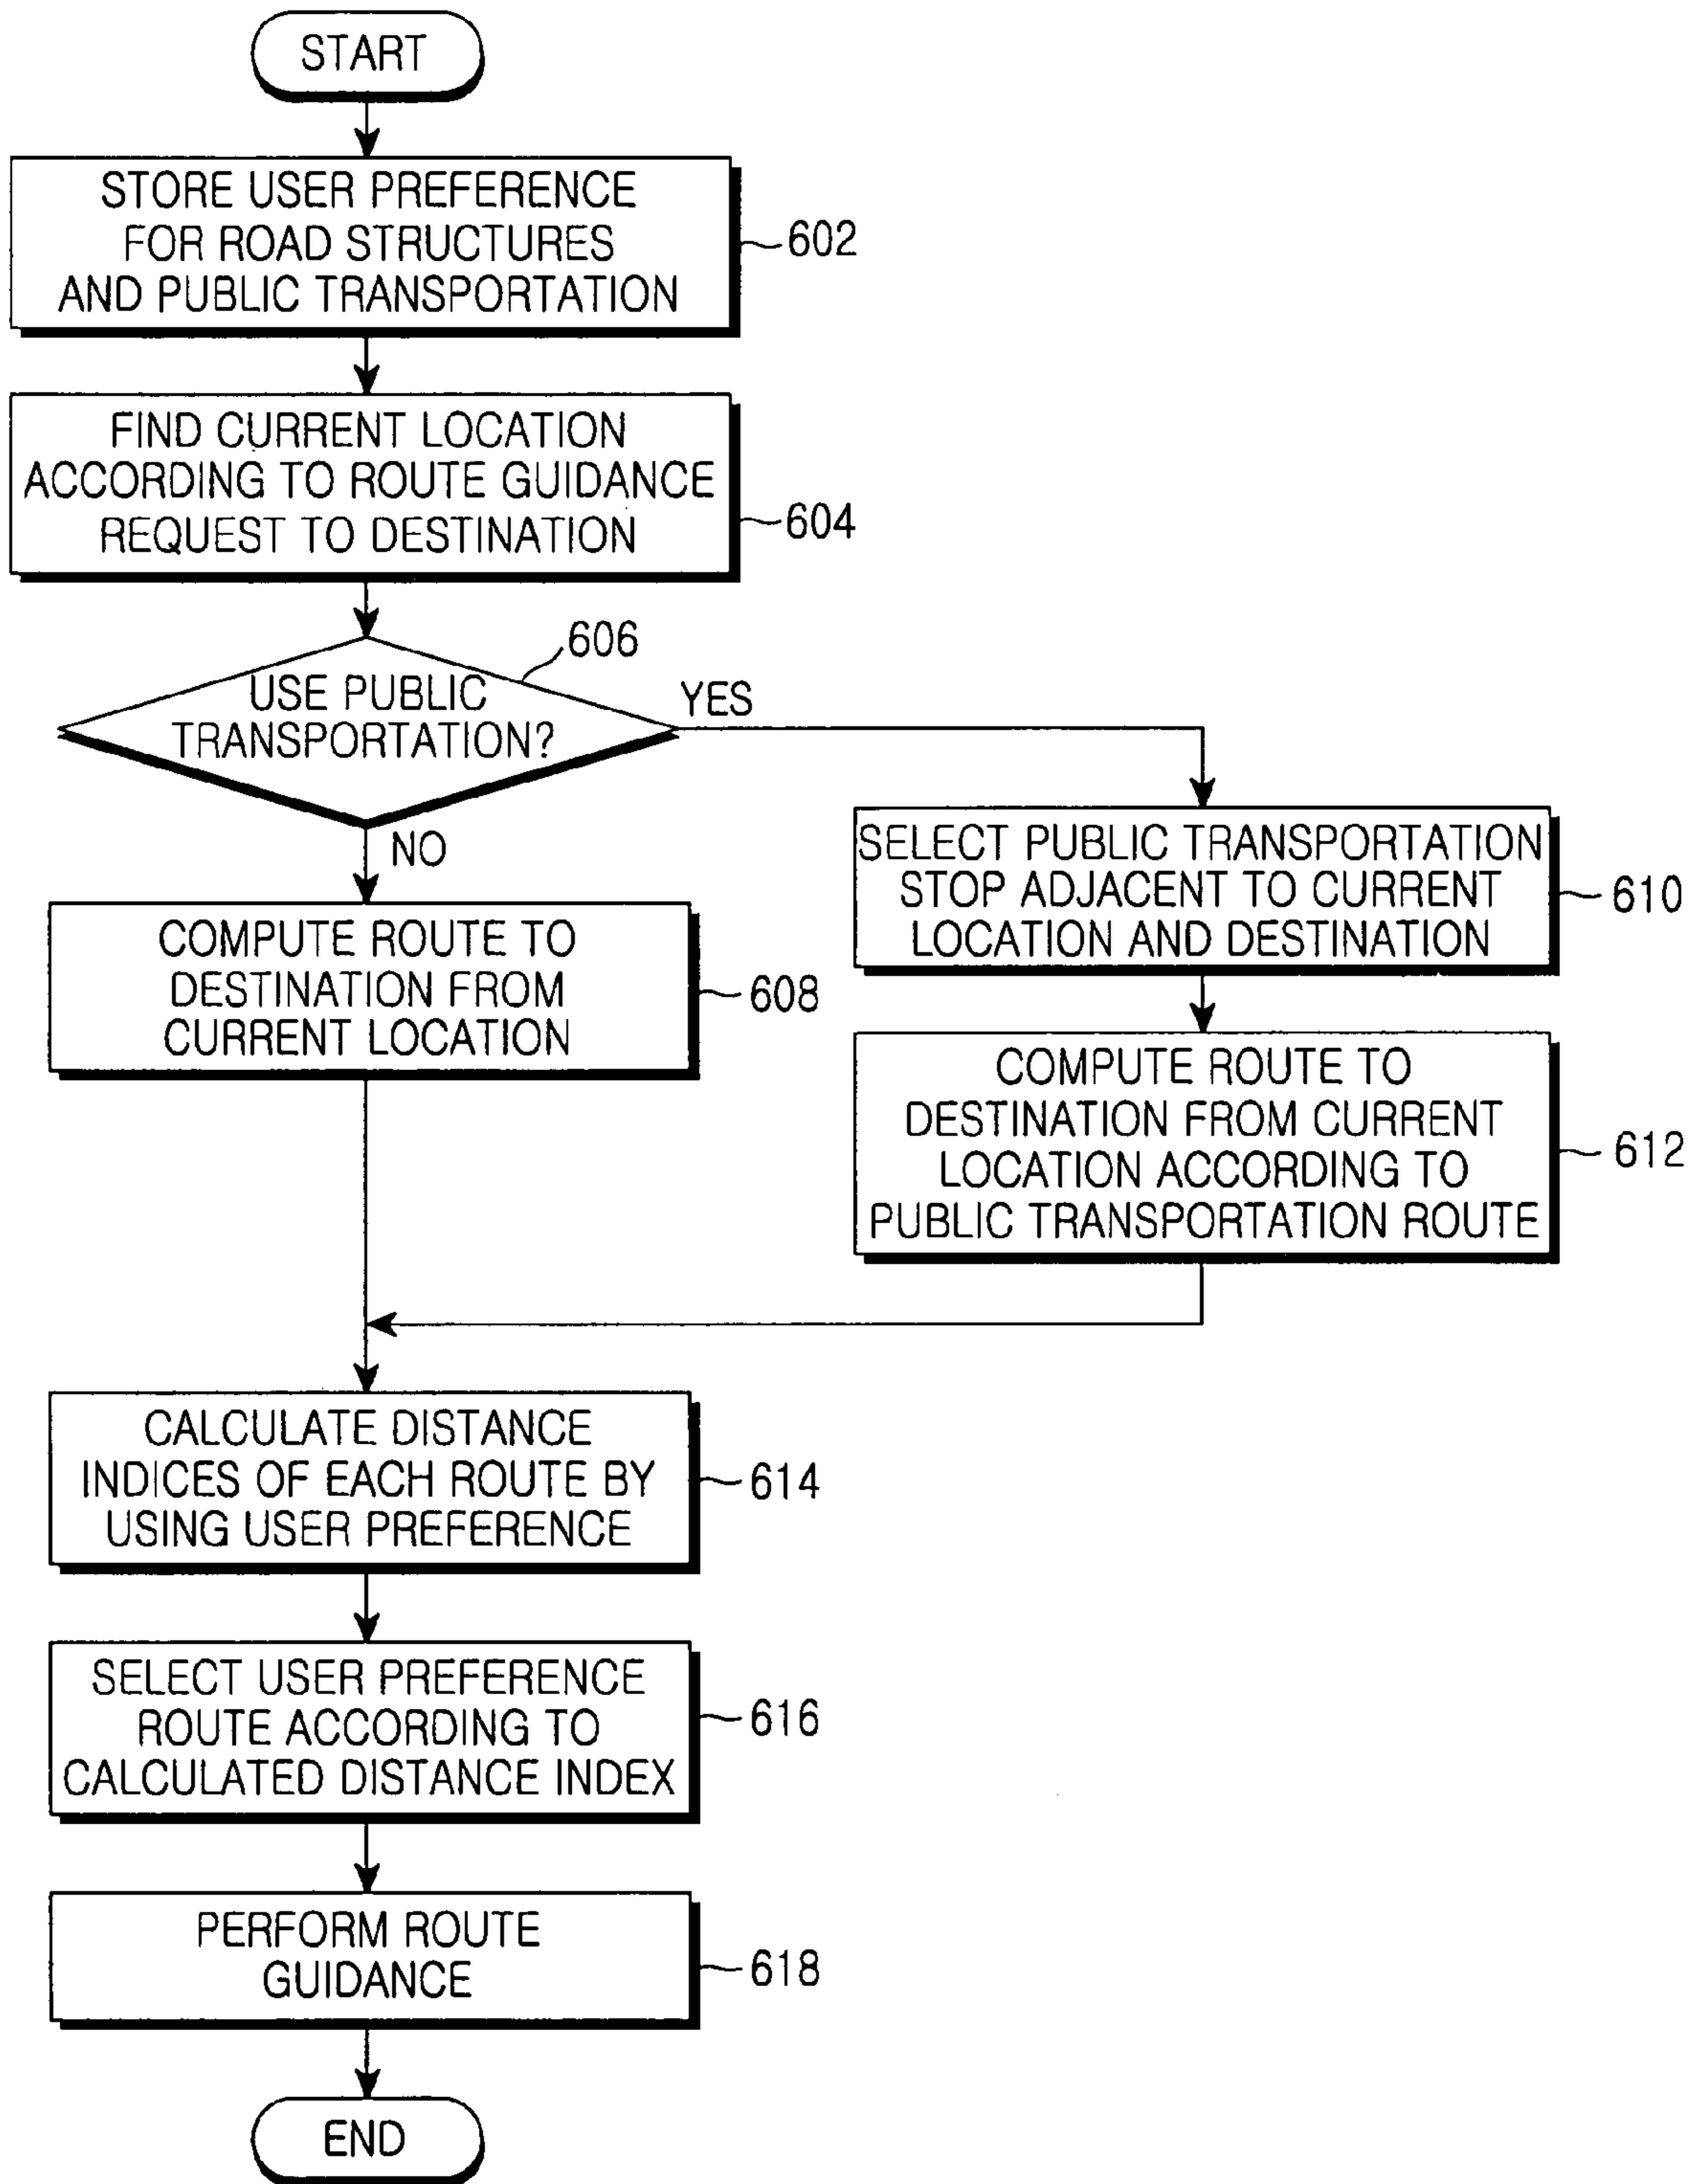 START
STORE USER PREFERENCE
FOR ROAD STRUCTURES
AND PUBLIC TRANSPORTATION
602
FIND CURRENT LOCATION
ACCORDING TO ROUTE GUIDANCE
REQUEST TO DESTINATION
604
606
USE PUBLIC
TRANSPORTATION?
YES
NO
COMPUTE ROUTE TO
DESTINATION FROM
CURRENT LOCATION
608
SELECT PUBLIC TRANSPORTATION
STOP ADJACENT TO CURRENT
LOCATION AND DESTINATION
610
COMPUTE ROUTE TO
DESTINATION FROM CURRENT
LOCATION ACCORDING TO
PUBLIC TRANSPORTATION ROUTE
612
CALCULATE DISTANCE
INDICES OF EACH ROUTE BY
USING USER PREFERENCE
614
SELECT USER PREFERENCE
ROUTE ACCORDING TO
CALCULATED DISTANCE INDEX
616
PERFORM ROUTE
GUIDANCE
618
END